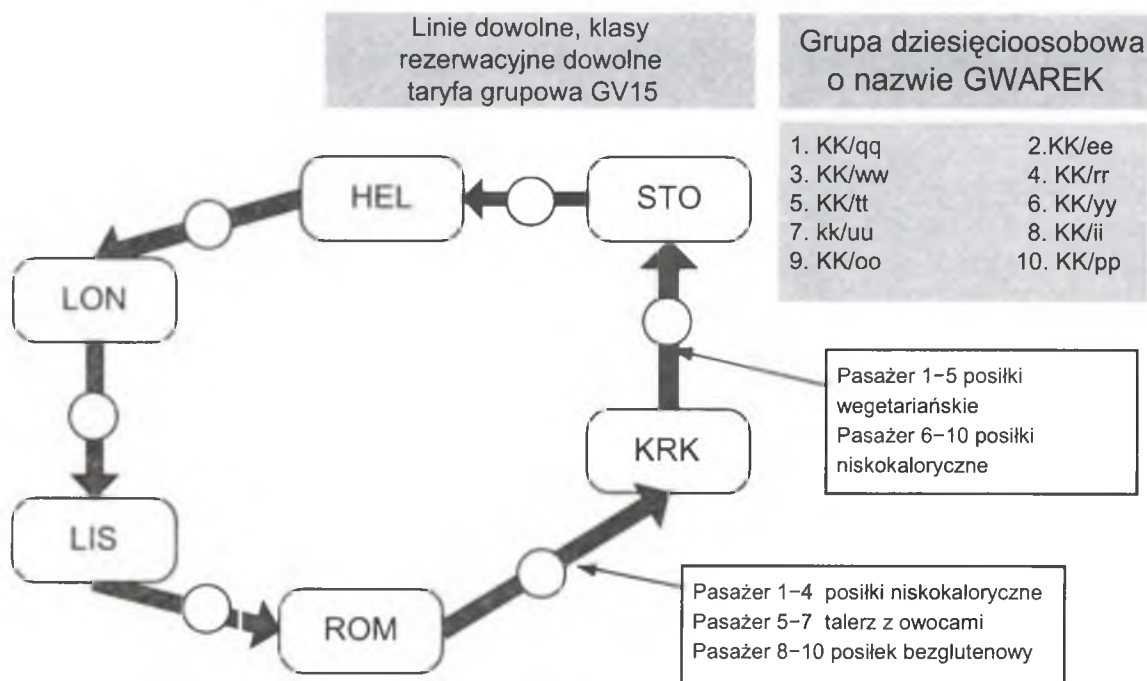 Linie dowolne, klasy
rezerwacyjne dowolne
taryfa grupowa GV15
Grupa dziesięcioosobowa
o nazwie GWAREK
1. KK/qq 2.KK/ee
3. KK/ww 4. KK/rr
5. KK/tt 6. KK/yy
7. kk/uu 8. KK/ii
9. KK/oo 10. KK/pp
HEL
STO
LON
KRK
LIS
ROM
Pasażer 1–5 posiłki
wegetariańskie
Pasażer 6–10 posiłki
niskokaloryczne
Pasażer 1–4 posiłki niskokaloryczne
Pasażer 5–7 talerz z owocami
Pasażer 8–10 posiłek bezglutenowy